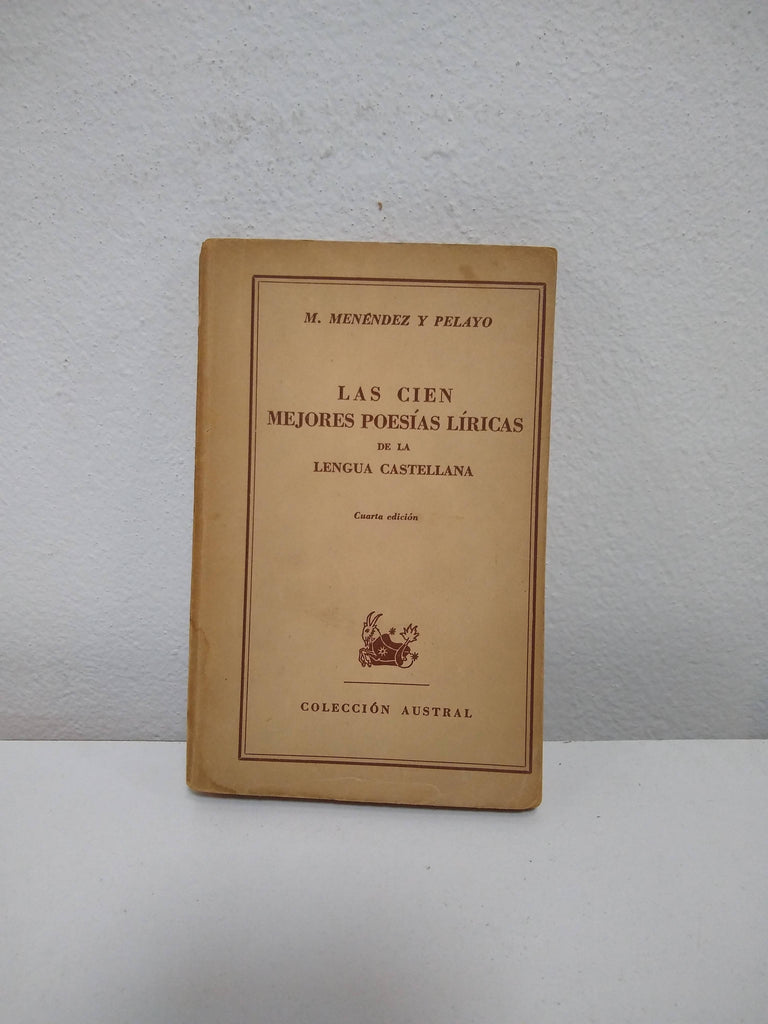 M. MENÉNDEZ Y PELAYO
LAS CIEN
MEJORES POESÍAS LÍRICAS
DE LA
LENGUA CASTELLANA
Cuarta edición
COLECCIÓN AUSTRAL